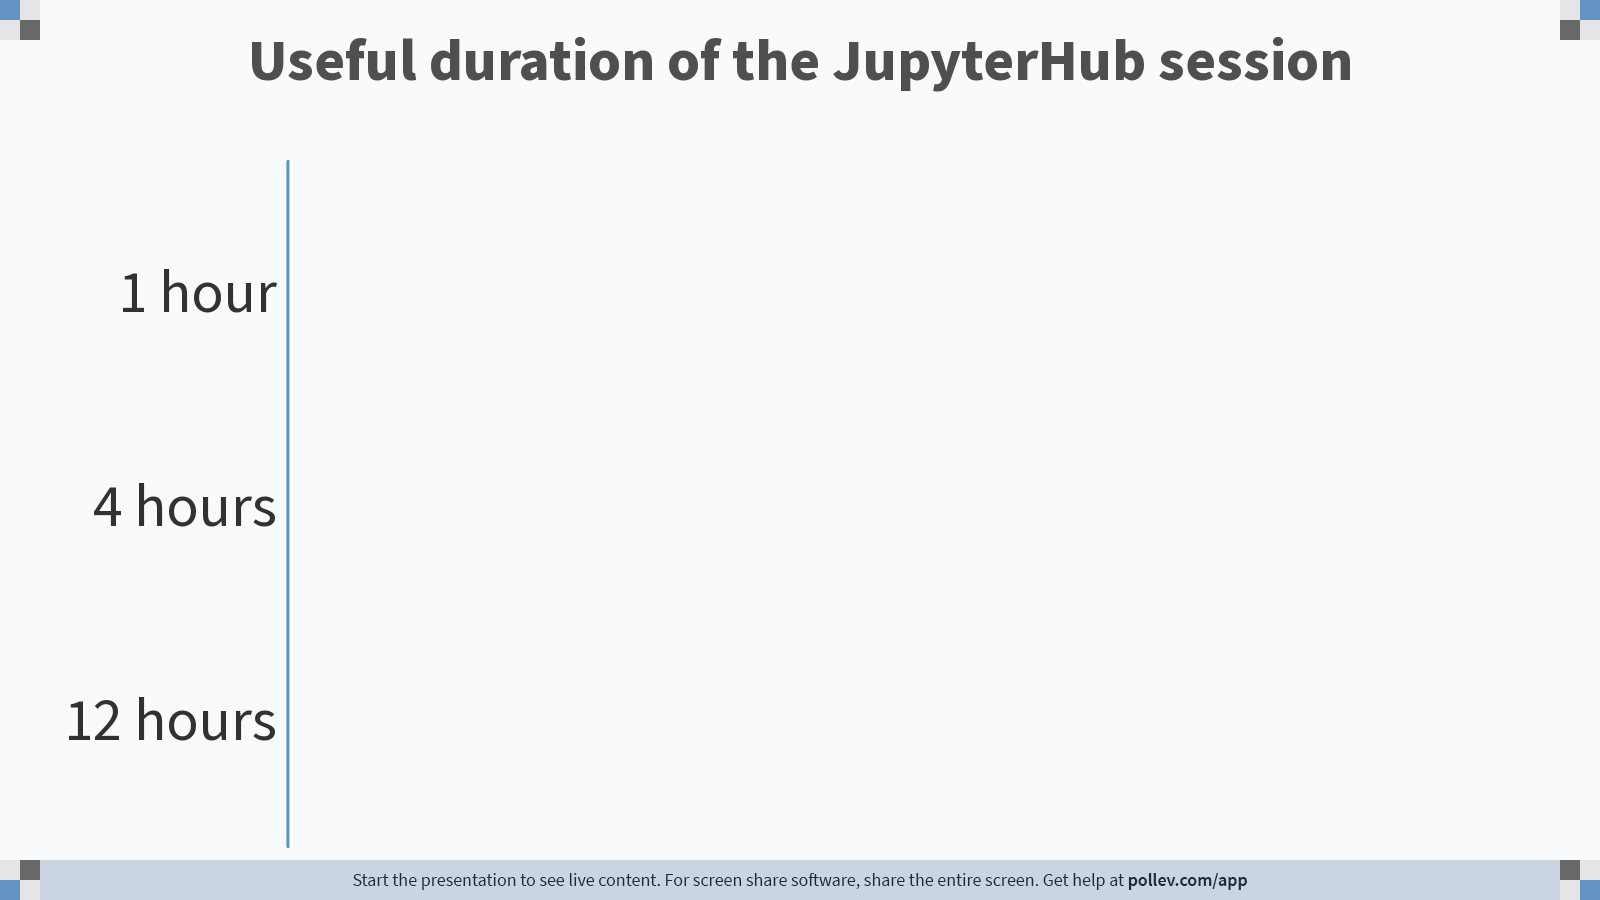 Useful duration of the JupyterHub session
1 hour
4 hours
12 hours
Start the presentation to see live content. For screen share software, share the entire screen. Get help at pollev.com/app